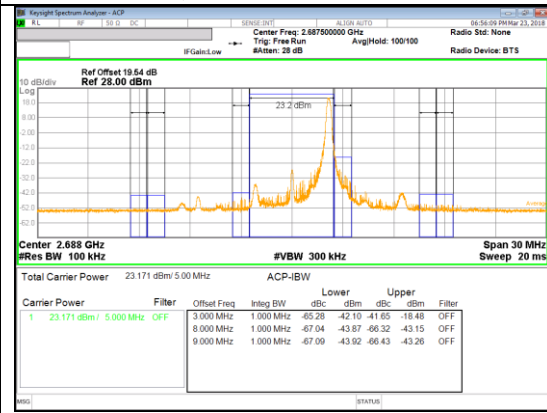 Keysight Spectrum Analyzer - ACP
RL RF 50 Ω DC SENSE:INT ALIGN AUTO 06:56:09 PM Mar 23, 2018
Center Freq: 2.687500000 GHz Radio Std: None
Trig: Free Run Avg|Hold: 100/100
IFGain:Low #Atten: 28 dB Radio Device: BTS
Ref Offset 19.54 dB
10 dB/div Ref 28.00 dBm
Log
18.0
23.2 dBm
8.00
-2.00
-12.0
-22.0
-32.0
-42.0
-52.0 Average
-62.0
Center 2.688 GHz Span 30 MHz
#Res BW 100 kHz #VBW 300 kHz Sweep 20 ms
Total Carrier Power 23.171 dBm/ 5.00 MHz ACP-IBW
Lower Upper
Carrier Power Filter Offset Freq Integ BW dBc dBm dBc dBm Filter
1 23.171 dBm / 5.000 MHz OFF 3.000 MHz 1.000 MHz -65.28 -42.10 -41.65 -18.48 OFF
8.000 MHz 1.000 MHz -67.04 -43.87 -66.32 -43.15 OFF
9.000 MHz 1.000 MHz -67.09 -43.92 -66.43 -43.26 OFF
MSG STATUS